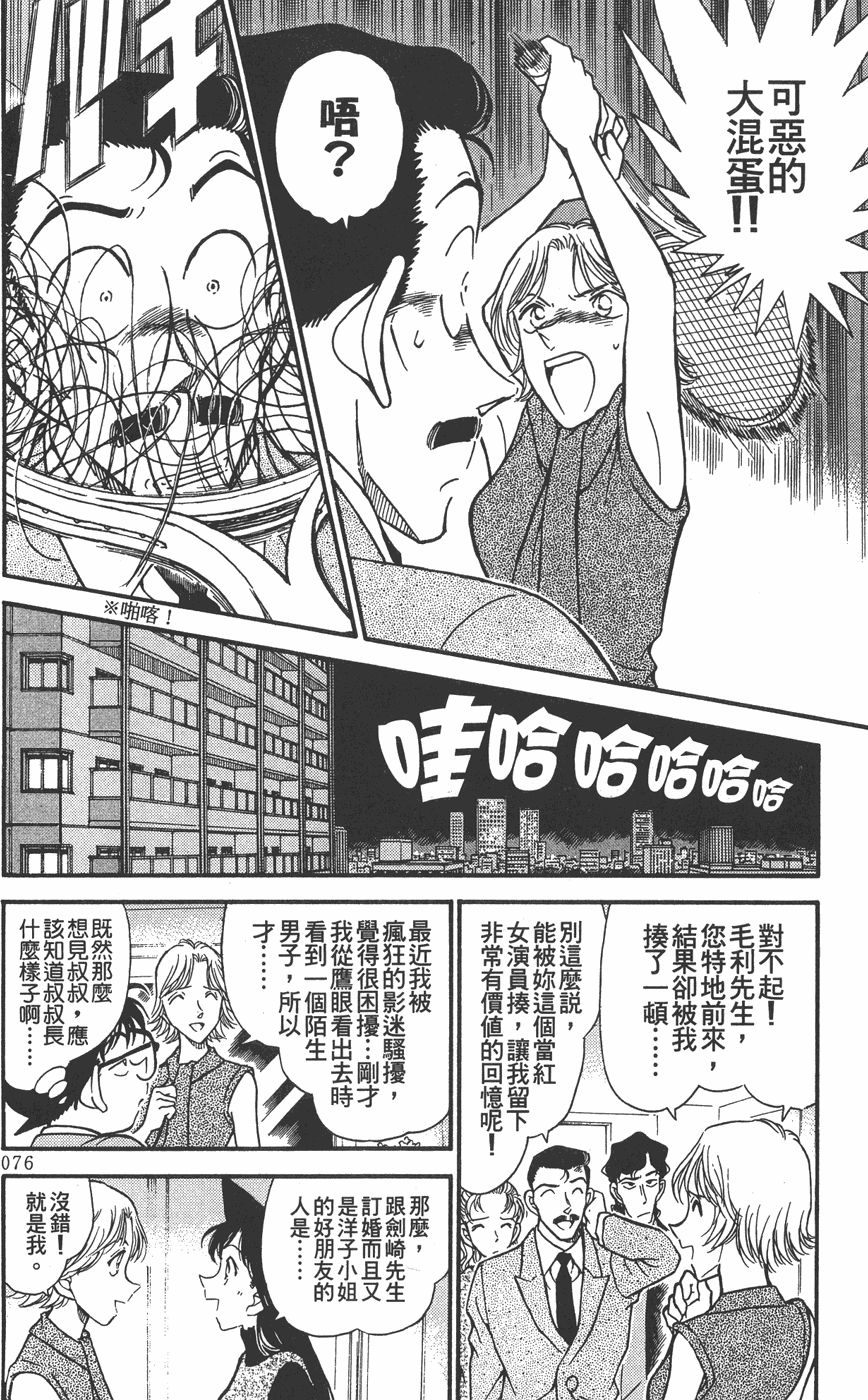 可惡的
大混蛋!!
唔？
※啪喀！
哇哈哈哈哈哈
對不起！
毛利先生，
您特地前來，
結果卻被我
揍了一頓……
別這麼說，
能被妳這個當紅
女演員揍，讓我留下
非常有價值的回憶呢！
最近我被
瘋狂的影迷騷擾，
覺得很困擾…剛才
我從鷹眼看出去時
看到一個陌生
男子，所以
才……
既然那麼
想見叔叔，應
該知道叔叔長
什麼樣子啊……
076
那麼，
跟劍崎先生
訂婚而且又
是洋子小姐
的好朋友的
人是……
沒錯！
就是我。